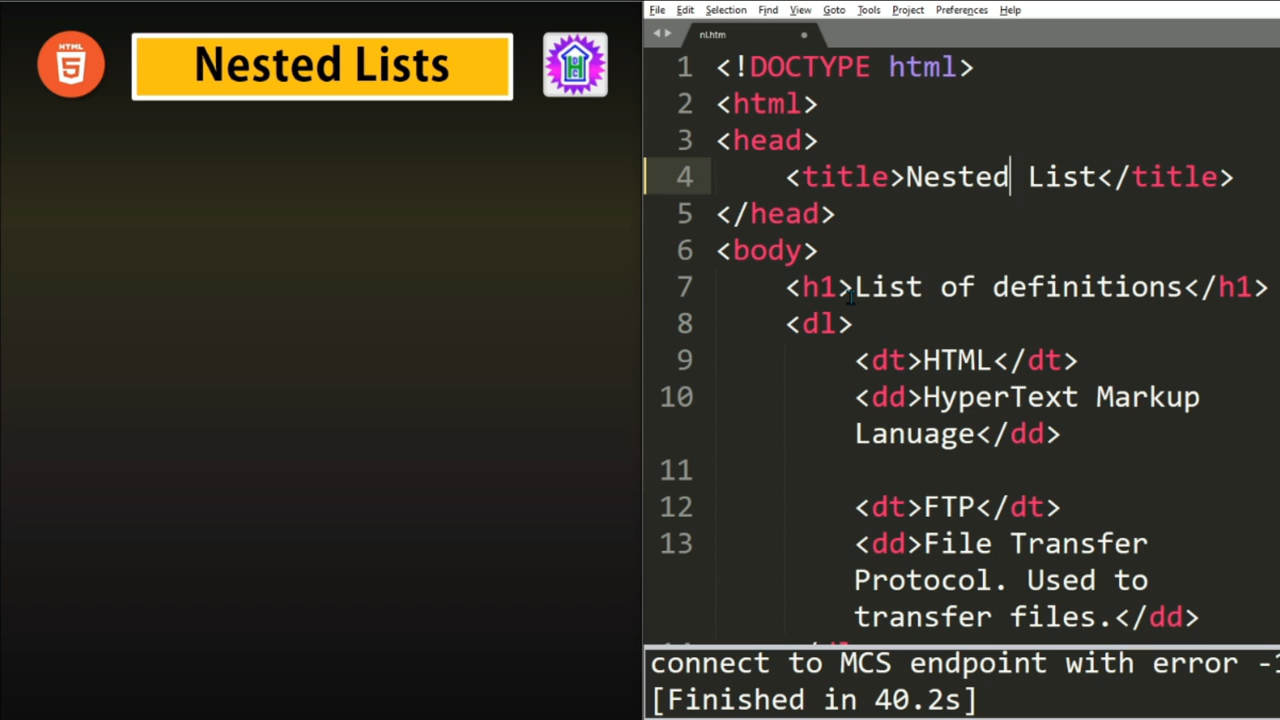 HTML
5
Nested Lists
File Edit Selection Find View Goto Tools Project Preferences Help
nl.htm
1 <!DOCTYPE html>
2 <html>
3 <head>
4 <title>Nested List</title>
5 </head>
6 <body>
7 <h1>List of definitions</h1>
8 <dl>
9 <dt>HTML</dt>
10 <dd>HyperText Markup
Lanuage</dd>
11
12 <dt>FTP</dt>
13 <dd>File Transfer
Protocol. Used to
transfer files.</dd>
connect to MCS endpoint with error -1
[Finished in 40.2s]